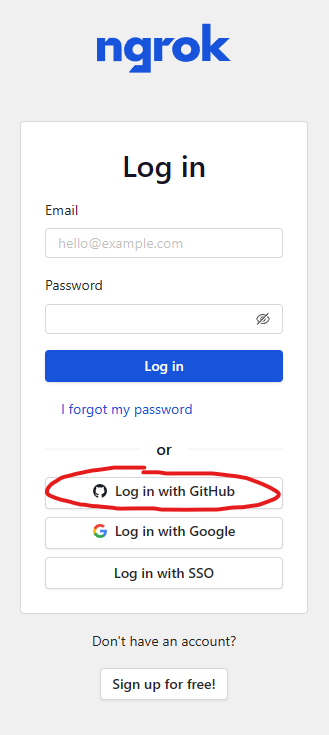 ngrok
Log in
Email
hello@example.com
Password
Log in
I forgot my password
or
Log in with GitHub
Log in with Google
Log in with SSO
Don't have an account?
Sign up for free!